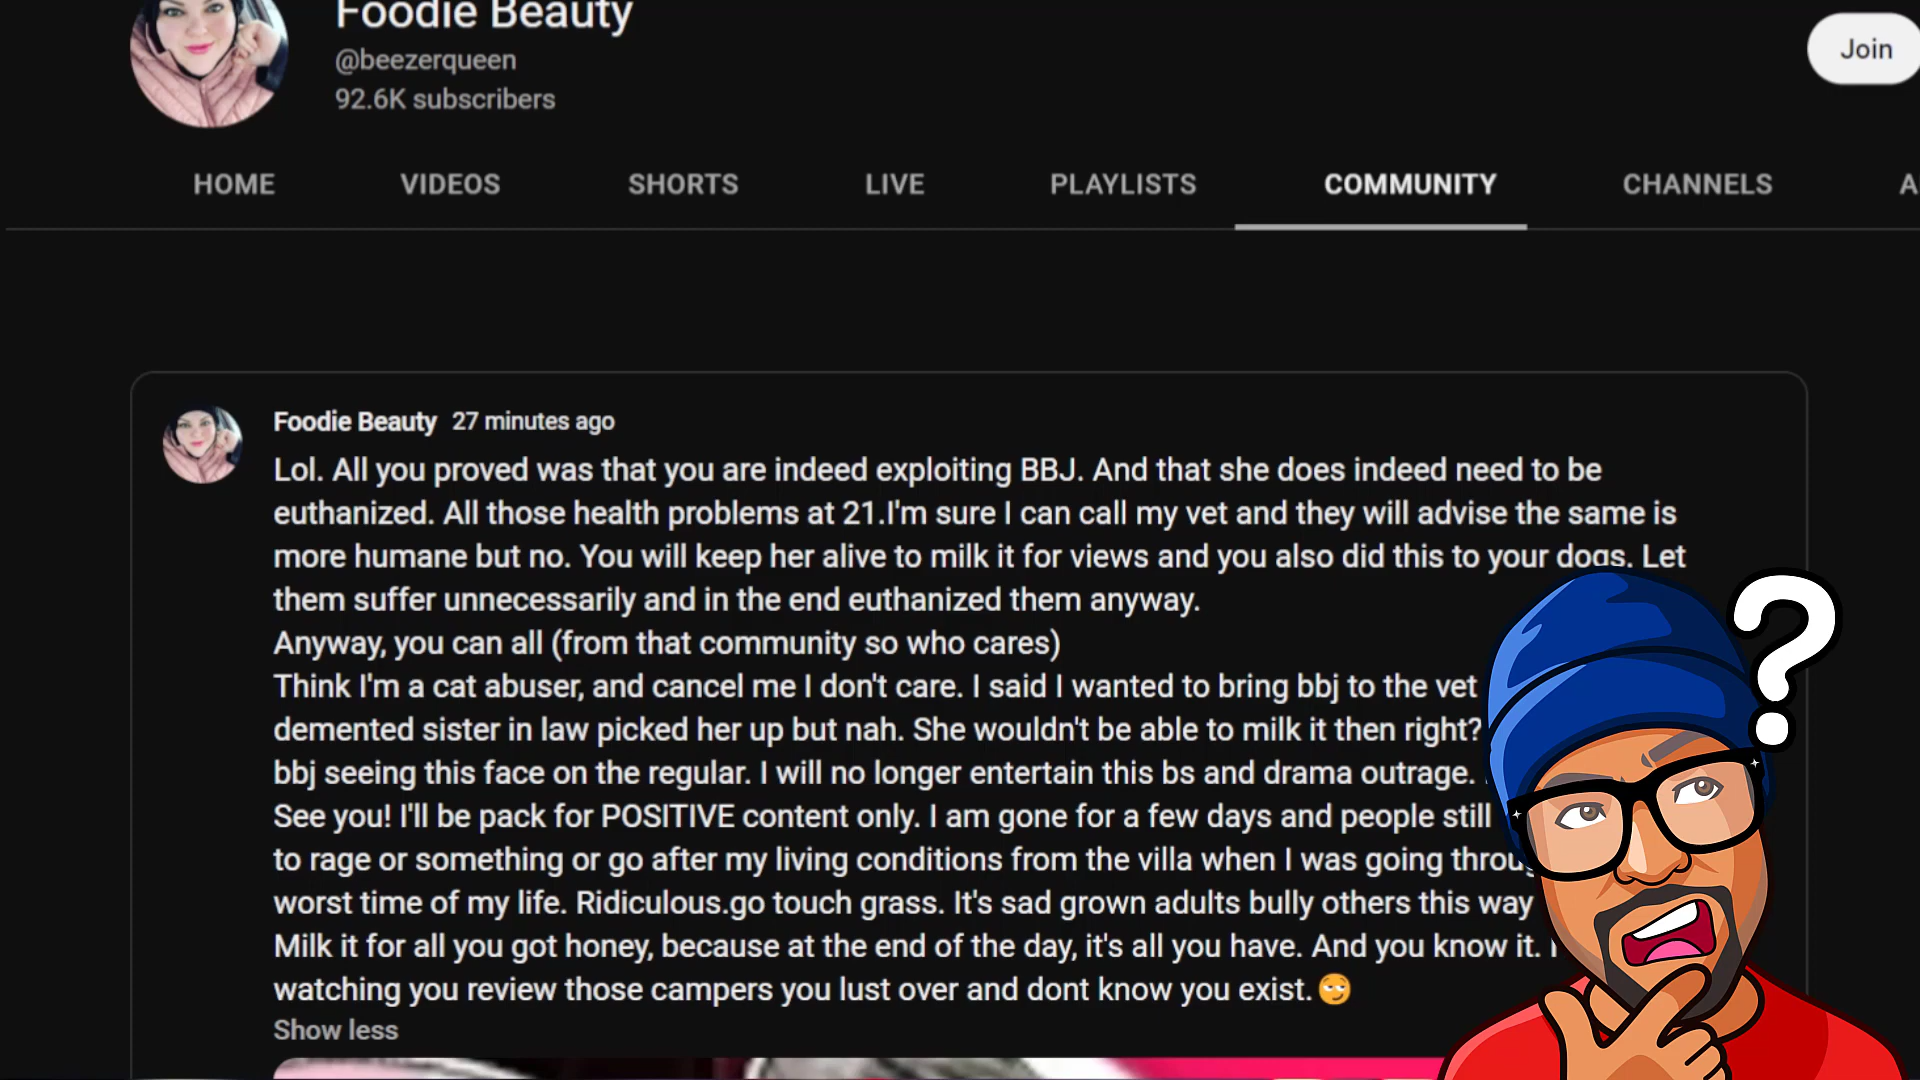 Foodie Beauty
@beezerqueen
92.6K subscribers
Join
HOME VIDEOS SHORTS LIVE PLAYLISTS COMMUNITY CHANNELS
Foodie Beauty 27 minutes ago
Lol. All you proved was that you are indeed exploiting BBJ. And that she does indeed need to be
euthanized. All those health problems at 21.I'm sure I can call my vet and they will advise the same is
more humane but no. You will keep her alive to milk it for views and you also did this to your dogs. Let
them suffer unnecessarily and in the end euthanized them anyway.
Anyway, you can all (from that community so who cares)
Think I'm a cat abuser, and cancel me I don't care. I said I wanted to bring bbj to the vet
demented sister in law picked her up but nah. She wouldn't be able to milk it then right?
bbj seeing this face on the regular. I will no longer entertain this bs and drama outrage.
See you! I'll be pack for POSITIVE content only. I am gone for a few days and people still
to rage or something or go after my living conditions from the villa when I was going
worst time of my life. Ridiculous.go touch grass. It's sad grown adults bully others this way
Milk it for all you got honey, because at the end of the day, it's all you have. And you know it.
watching you review those campers you lust over and dont know you exist.😏
Show less
?